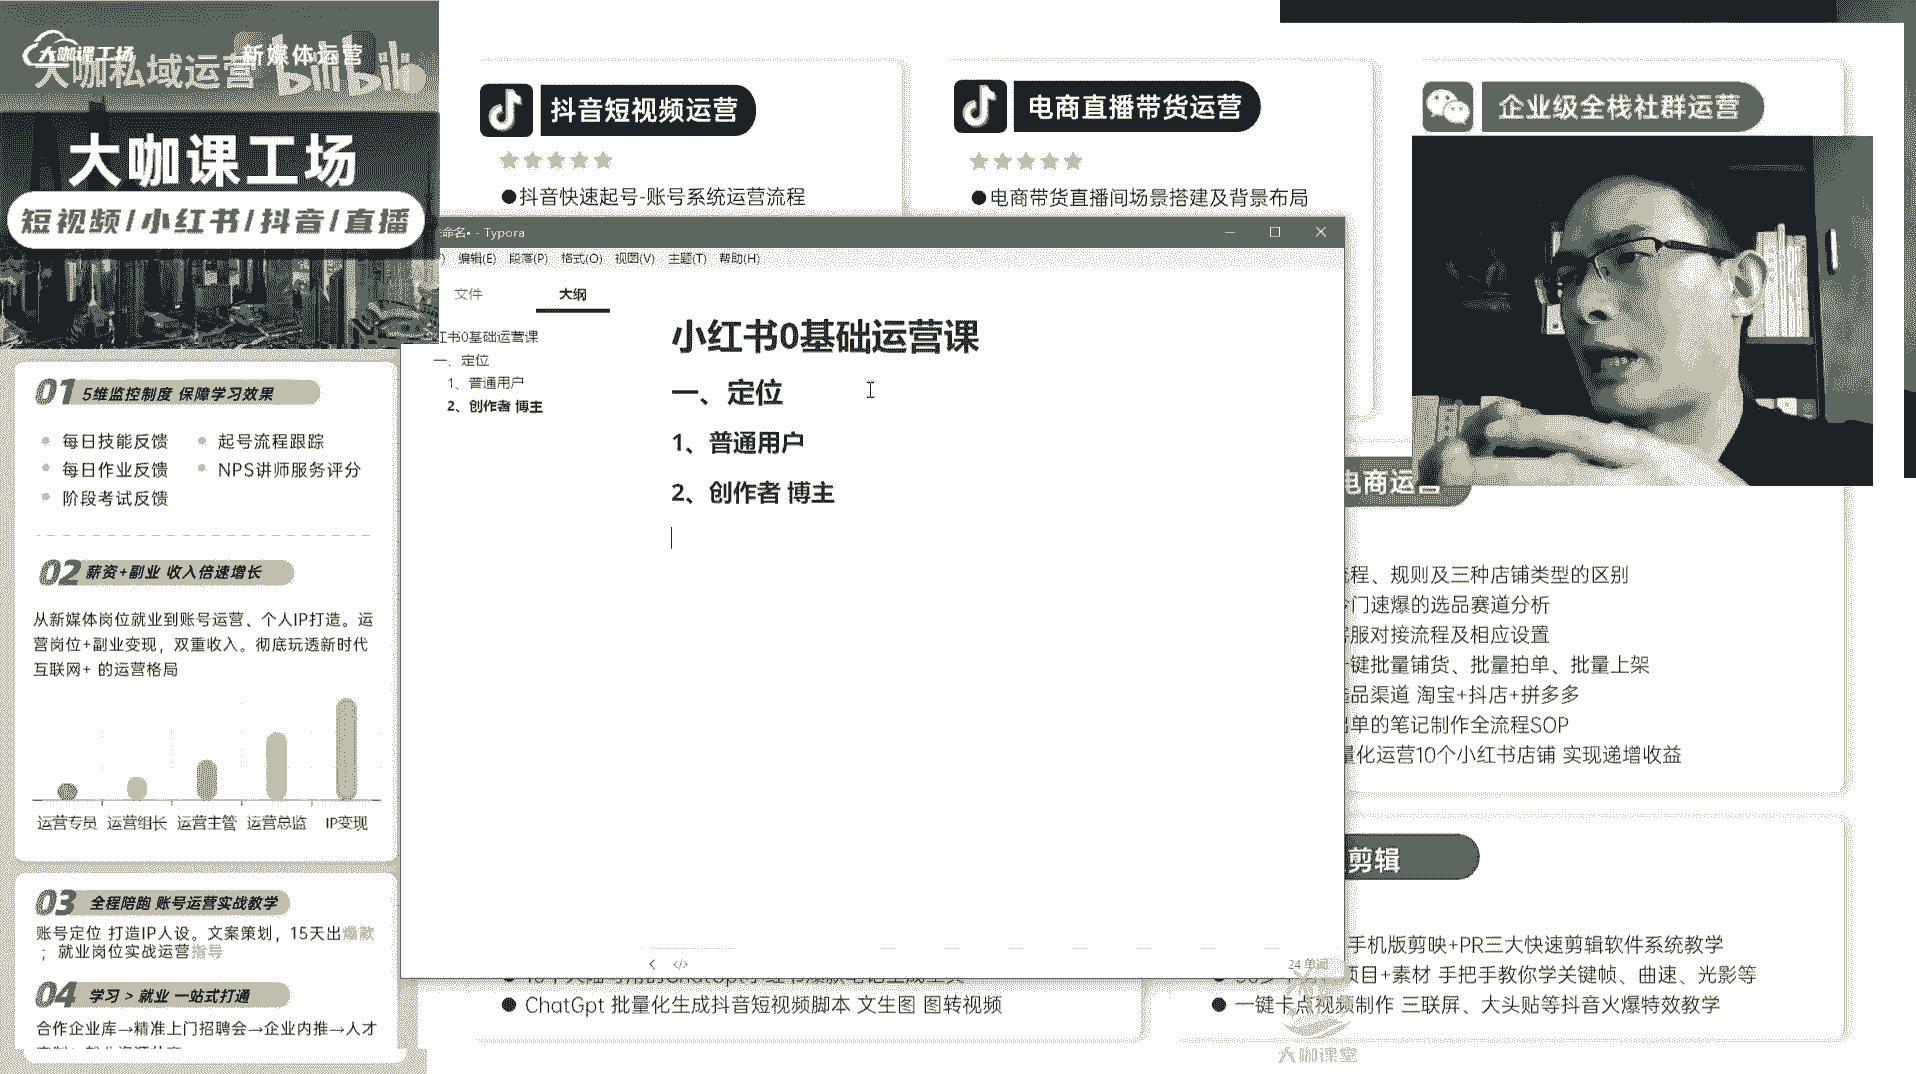 大咖课工场
大咖私域运营
新媒体运营
bilibili
大咖课工场
短视频/小红书/抖音/直播
01 5维监控制度 保障学习效果
每日技能反馈
起号流程跟踪
每日作业反馈
NPS讲师服务评分
阶段考试反馈
02 薪资+副业 收入倍速增长
从新媒体岗位就业到账号运营、个人IP打造。运
营岗位+副业变现，双重收入。彻底玩透新时代
互联网+ 的运营格局
运营专员 运营组长 运营主管 运营总监 IP变现
03 全程陪跑 账号运营实战教学
账号定位 打造IP人设。文案策划，15天出爆款
；就业岗位实战运营指导
04 学习 > 就业 一站式打通
合作企业库→精准上门招聘会→企业内推→人才
抖音短视频运营
●抖音快速起号-账号系统运营流程
电商直播带货运营
●电商带货直播间场景搭建及背景布局
企业级全栈社群运营
命名• - Typora
编辑(E) 段落(P) 格式(O) 视图(V) 主题(T) 帮助(H)
文件 大纲
红书0基础运营课
一、定位
1、普通用户
2、创作者 博主
小红书0基础运营课
一、定位
1、普通用户
2、创作者 博主
</>
24 单词
电商运营
程、规则及三种店铺类型的区别
门速爆的选品赛道分析
服对接流程及相应设置
键批量铺货、批量拍单、批量上架
品渠道 淘宝+抖店+拼多多
单的笔记制作全流程SOP
量化运营10个小红书店铺 实现递增收益
剪辑
手机版剪映+PR三大快速剪辑软件系统教学
项目+素材 手把手教你学关键帧、曲速、光影等
● 一键卡点视频制作 三联屏、大头贴等抖音火爆特效教学
● ChatGpt 批量化生成抖音短视频脚本 文生图 图转视频
大咖课堂